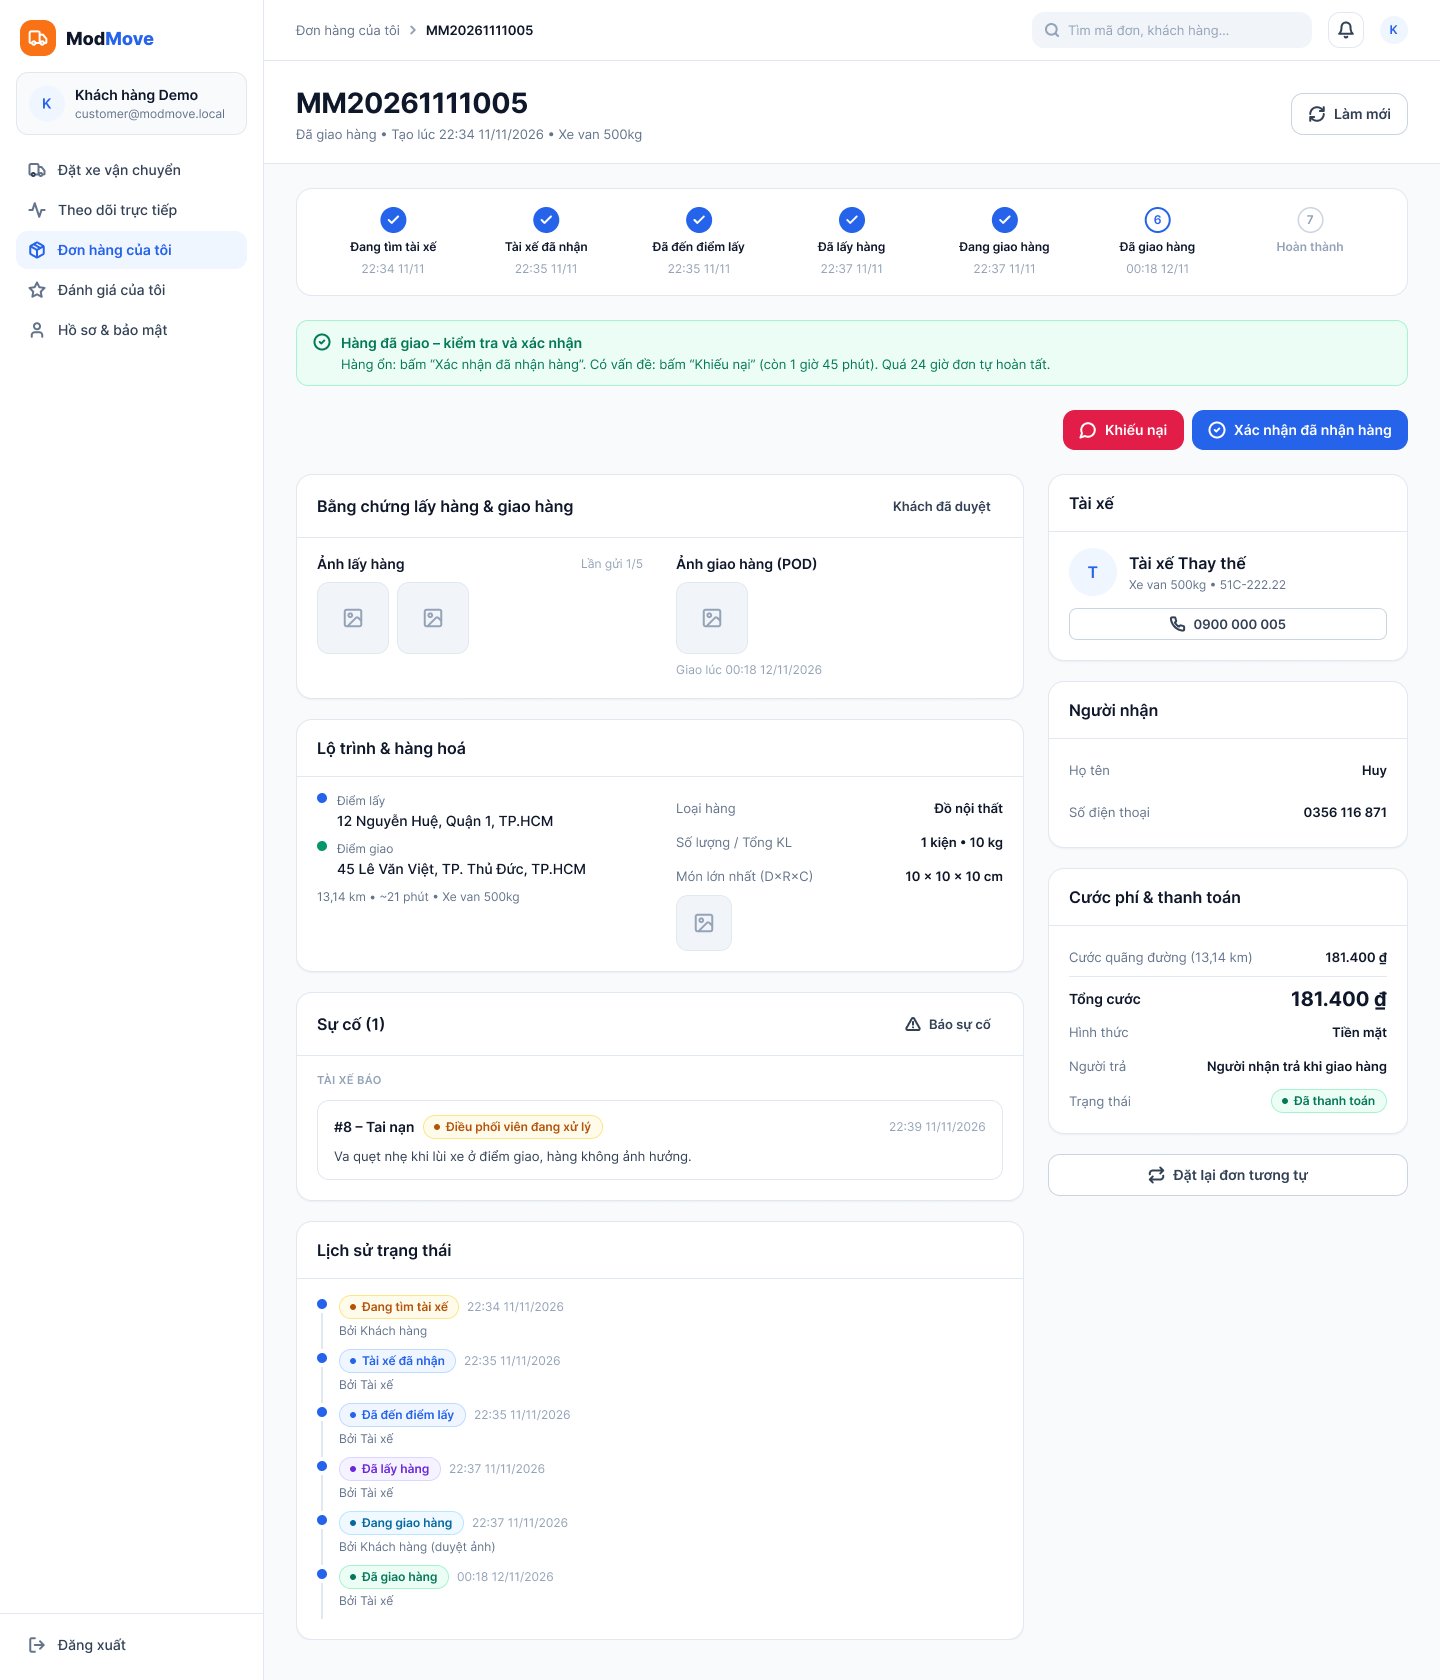 ModMove
K
Khách hàng Demo
customer@modmove.local
Đặt xe vận chuyển
Theo dõi trực tiếp
Đơn hàng của tôi
Đánh giá của tôi
Hồ sơ & bảo mật
Đăng xuất
Đơn hàng của tôi > MM20261111005
Tìm mã đơn, khách hàng...
K
MM20261111005
Đã giao hàng • Tạo lúc 22:34 11/11/2026 • Xe van 500kg
Làm mới
Đang tìm tài xế
22:34 11/11
Tài xế đã nhận
22:35 11/11
Đã đến điểm lấy
22:35 11/11
Đã lấy hàng
22:37 11/11
Đang giao hàng
22:37 11/11
6
Đã giao hàng
00:18 12/11
7
Hoàn thành
Hàng đã giao – kiểm tra và xác nhận
Hàng ổn: bấm “Xác nhận đã nhận hàng”. Có vấn đề: bấm “Khiếu nại” (còn 1 giờ 45 phút). Quá 24 giờ đơn tự hoàn tất.
Khiếu nại
Xác nhận đã nhận hàng
Bằng chứng lấy hàng & giao hàng
Khách đã duyệt
Ảnh lấy hàng
Lần gửi 1/5
Ảnh giao hàng (POD)
Giao lúc 00:18 12/11/2026
Lộ trình & hàng hoá
Điểm lấy
12 Nguyễn Huệ, Quận 1, TP.HCM
Điểm giao
45 Lê Văn Việt, TP. Thủ Đức, TP.HCM
13,14 km • ~21 phút • Xe van 500kg
Loại hàng
Đồ nội thất
Số lượng / Tổng KL
1 kiện • 10 kg
Món lớn nhất (D×R×C)
10 × 10 × 10 cm
Sự cố (1)
Báo sự cố
TÀI XẾ BÁO
#8 – Tai nạn
Điều phối viên đang xử lý
22:39 11/11/2026
Va quẹt nhẹ khi lùi xe ở điểm giao, hàng không ảnh hưởng.
Lịch sử trạng thái
Đang tìm tài xế 22:34 11/11/2026
Bởi Khách hàng
Tài xế đã nhận 22:35 11/11/2026
Bởi Tài xế
Đã đến điểm lấy 22:35 11/11/2026
Bởi Tài xế
Đã lấy hàng 22:37 11/11/2026
Bởi Tài xế
Đang giao hàng 22:37 11/11/2026
Bởi Khách hàng (duyệt ảnh)
Đã giao hàng 00:18 12/11/2026
Bởi Tài xế
Tài xế
T
Tài xế Thay thế
Xe van 500kg • 51C-222.22
0900 000 005
Người nhận
Họ tên
Huy
Số điện thoại
0356 116 871
Cước phí & thanh toán
Cước quãng đường (13,14 km)
181.400 ₫
Tổng cước
181.400 ₫
Hình thức
Tiền mặt
Người trả
Người nhận trả khi giao hàng
Trạng thái
Đã thanh toán
Đặt lại đơn tương tự